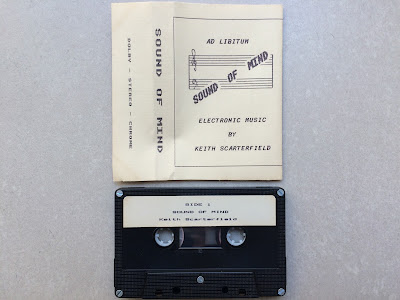 SOUND OF MIND
DOLBY - STEREO - CHROME
AD LIBITUM
SOUND OF MIND
ELECTRONIC MUSIC
BY
KEITH SCARTERFIELD
SIDE 1
SOUND OF MIND
Keith Scarterfield